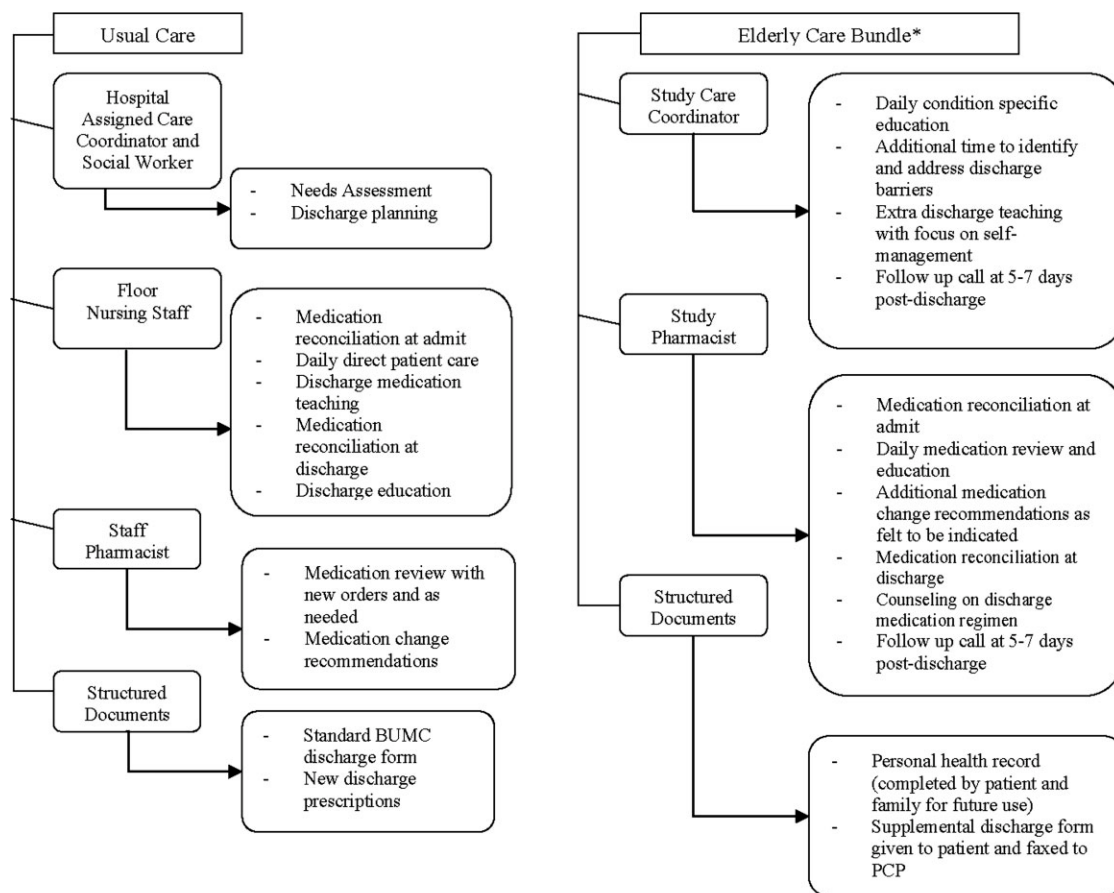 Usual Care
Hospital
Assigned Care
Coordinator and
Social Worker
- Needs Assessment
- Discharge planning
Floor
Nursing Staff
- Medication
reconciliation at admit
- Daily direct patient care
- Discharge medication
teaching
- Medication
reconciliation at
discharge
- Discharge education
Staff
Pharmacist
- Medication review with
new orders and as
needed
- Medication change
recommendations
Structured
Documents
- Standard BUMC
discharge form
- New discharge
prescriptions
Elderly Care Bundle*
Study Care
Coordinator
- Daily condition specific
education
- Additional time to identify
and address discharge
barriers
- Extra discharge teaching
with focus on self-
management
- Follow up call at 5-7 days
post-discharge
Study
Pharmacist
- Medication reconciliation at
admit
- Daily medication review and
education
- Additional medication
change recommendations as
felt to be indicated
- Medication reconciliation at
discharge
- Counseling on discharge
medication regimen
- Follow up call at 5-7 days
post-discharge
Structured
Documents
- Personal health record
(completed by patient and
family for future use)
- Supplemental discharge form
given to patient and faxed to
PCP